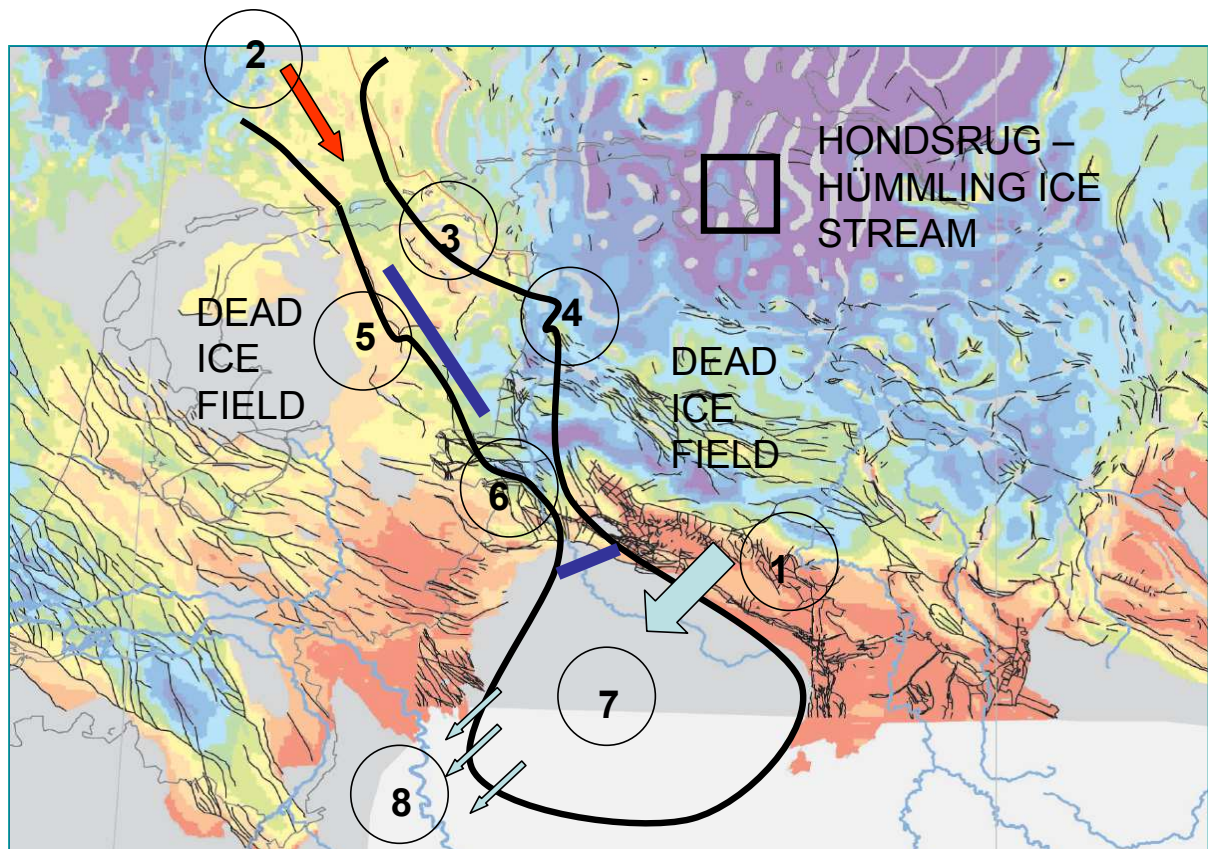 2
HONDSRUG –
HÜMMLING ICE
STREAM
3
4
DEAD
ICE
FIELD
5
DEAD
ICE
FIELD
6
1
7
8